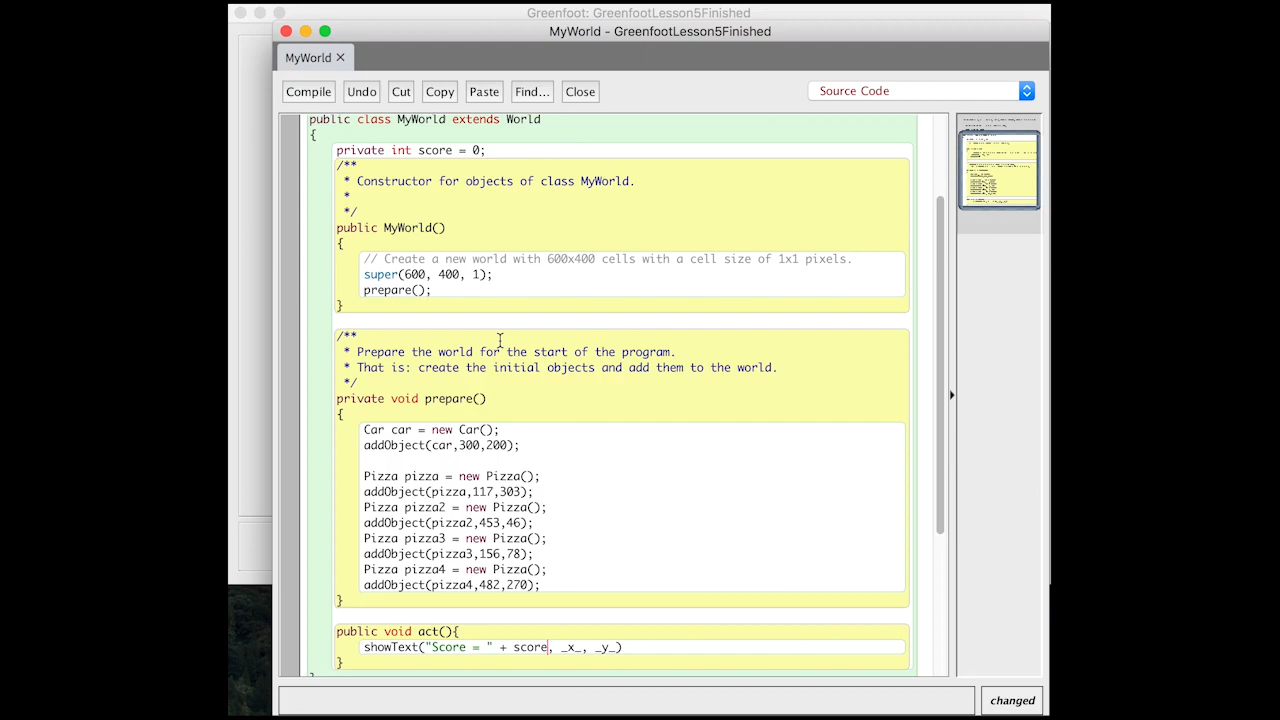 Greenfoot: GreenfootLesson5Finished
MyWorld - GreenfootLesson5Finished
MyWorld ✕
Compile Undo Cut Copy Paste Find... Close Source Code
public class MyWorld extends World
{
private int score = 0;
/**
* Constructor for objects of class MyWorld.
*
*/
public MyWorld()
{
// Create a new world with 600x400 cells with a cell size of 1x1 pixels.
super(600, 400, 1);
prepare();
}
/**
* Prepare the world for the start of the program.
* That is: create the initial objects and add them to the world.
*/
private void prepare()
{
Car car = new Car();
addObject(car,300,200);
Pizza pizza = new Pizza();
addObject(pizza,117,303);
Pizza pizza2 = new Pizza();
addObject(pizza2,453,46);
Pizza pizza3 = new Pizza();
addObject(pizza3,156,78);
Pizza pizza4 = new Pizza();
addObject(pizza4,482,270);
}
public void act(){
showText("Score = " + score, _x_, _y_)
}
changed